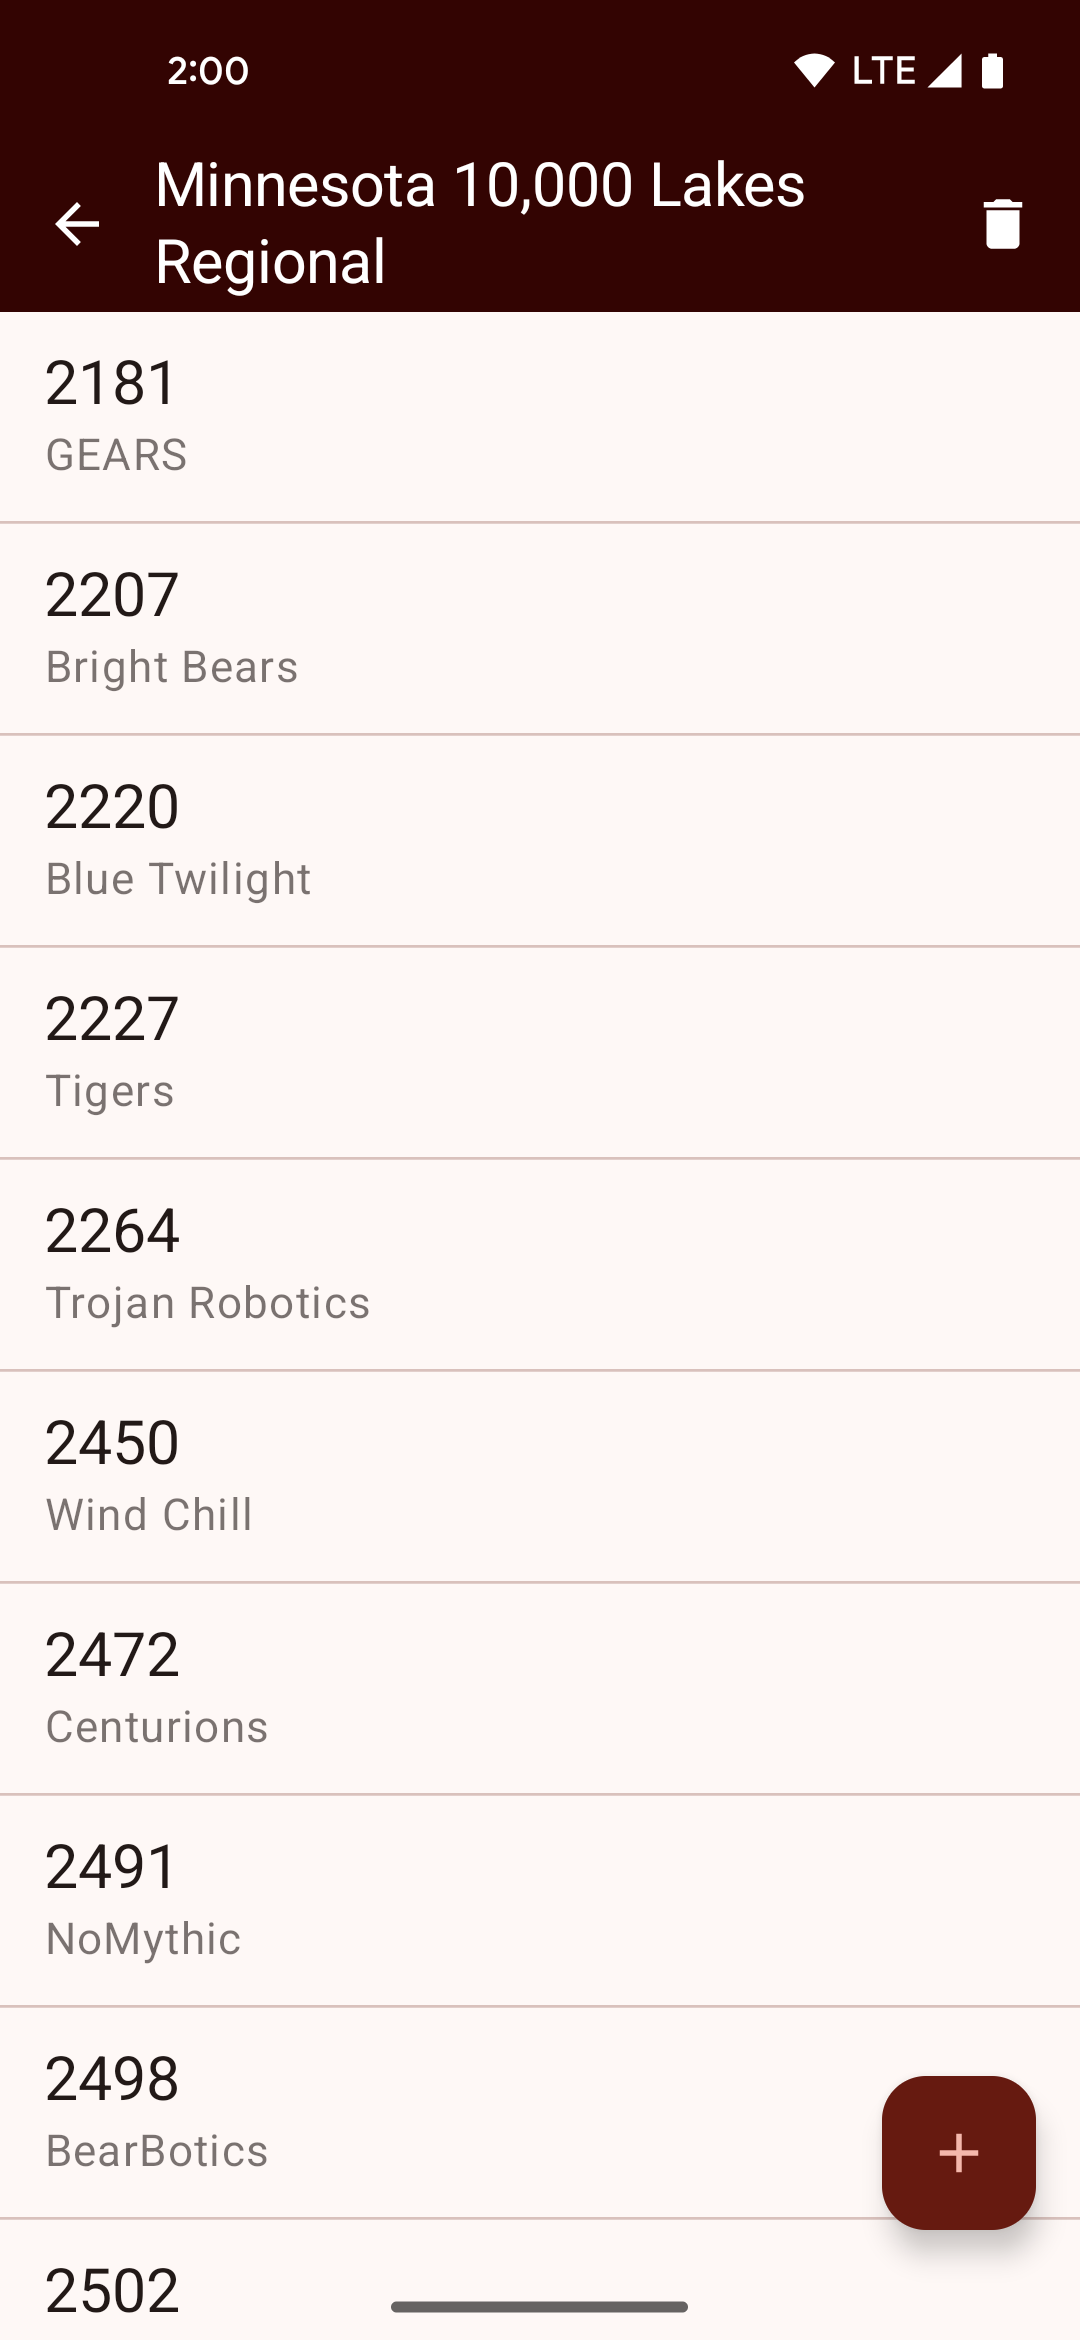 2:00
LTE
Minnesota 10,000 Lakes
Regional
2181
GEARS
2207
Bright Bears
2220
Blue Twilight
2227
Tigers
2264
Trojan Robotics
2450
Wind Chill
2472
Centurions
2491
NoMythic
2498
BearBotics
2502